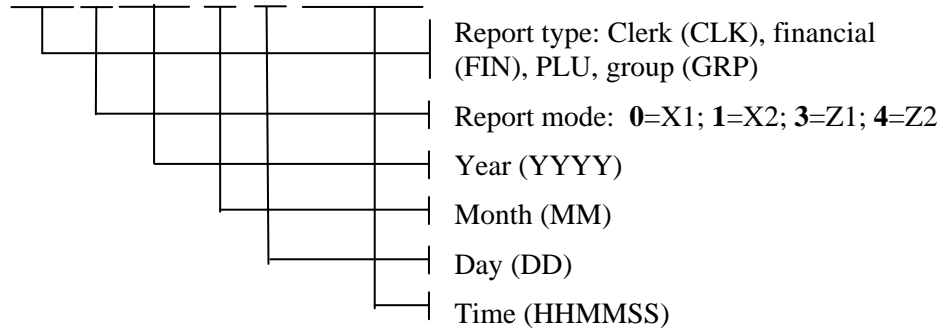 Report type: Clerk (CLK), financial
(FIN), PLU, group (GRP)
Report mode: 0=X1; 1=X2; 3=Z1; 4=Z2
Year (YYYY)
Month (MM)
Day (DD)
Time (HHMMSS)